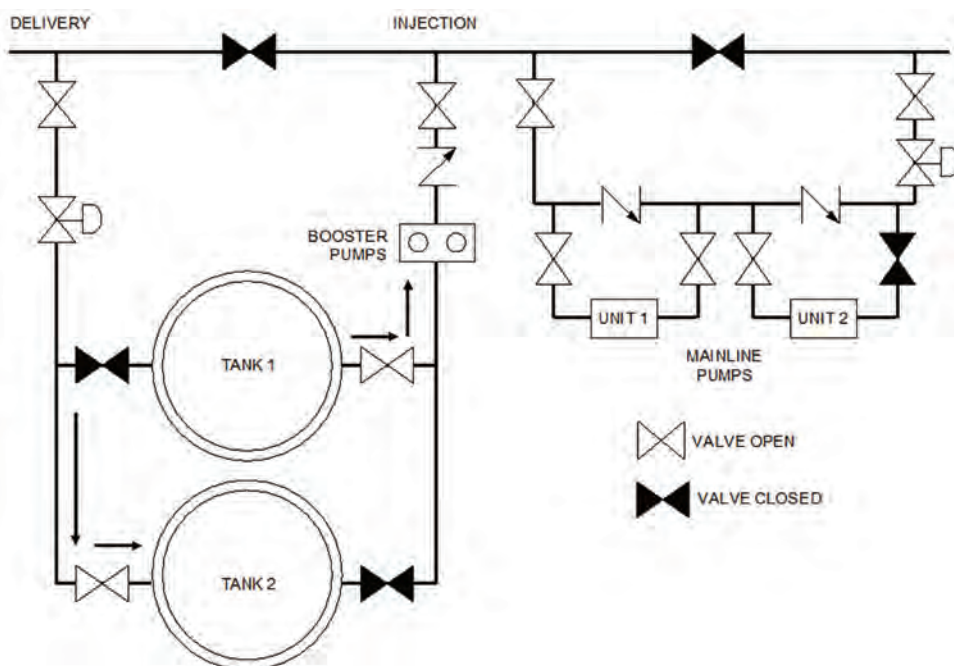 DELIVERY
INJECTION
BOOSTER
PUMPS
TANK 1
UNIT 1
UNIT 2
MAINLINE
PUMPS
VALVE OPEN
VALVE CLOSED
TANK 2